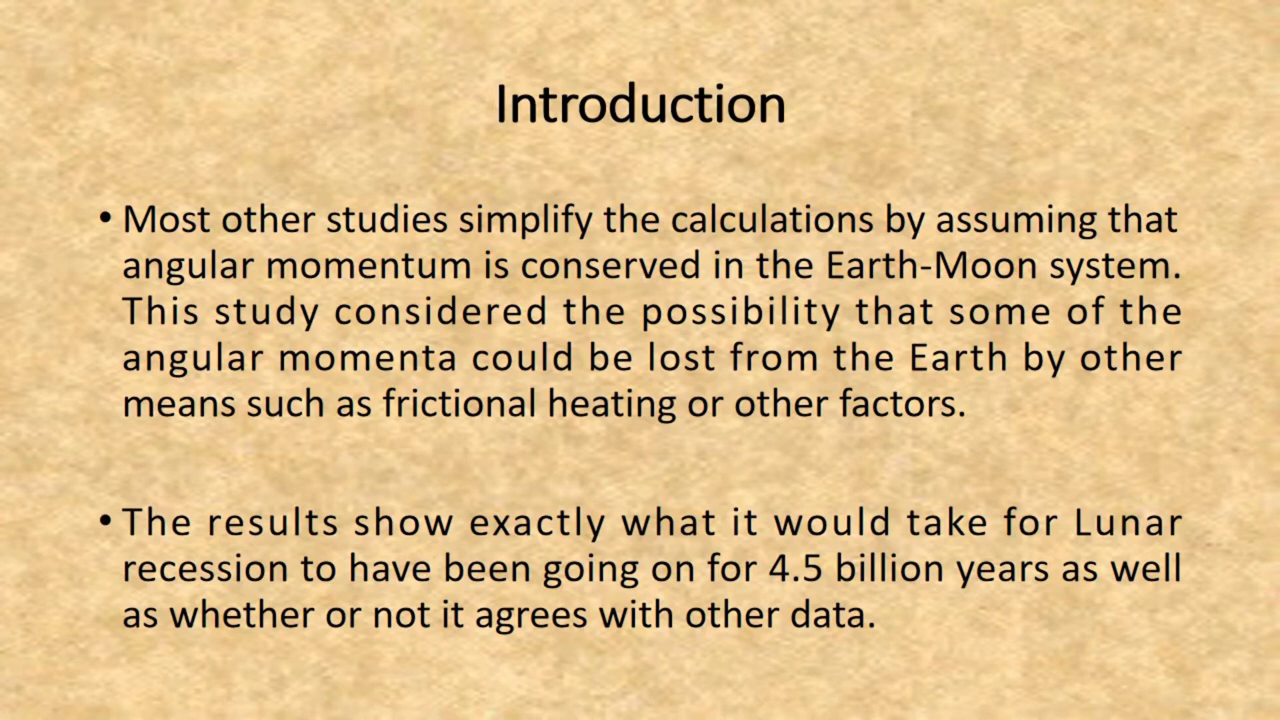 Introduction
• Most other studies simplify the calculations by assuming that
angular momentum is conserved in the Earth-Moon system.
This study considered the possibility that some of the
angular momenta could be lost from the Earth by other
means such as frictional heating or other factors.
• The results show exactly what it would take for Lunar
recession to have been going on for 4.5 billion years as well
as whether or not it agrees with other data.